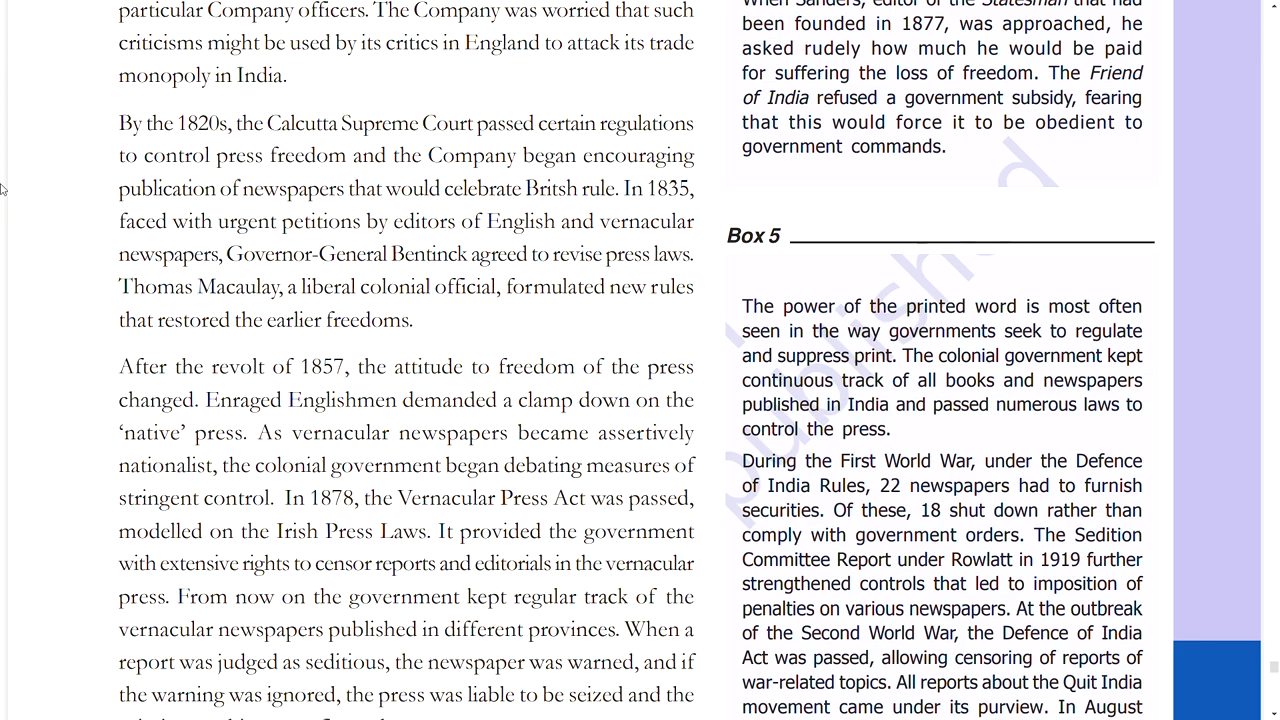 particular Company officers. The Company was worried that such
criticisms might be used by its critics in England to attack its trade
monopoly in India.
By the 1820s, the Calcutta Supreme Court passed certain regulations
to control press freedom and the Company began encouraging
publication of newspapers that would celebrate Britsh rule. In 1835,
faced with urgent petitions by editors of English and vernacular
newspapers, Governor-General Bentinck agreed to revise press laws.
Thomas Macaulay, a liberal colonial official, formulated new rules
that restored the earlier freedoms.
After the revolt of 1857, the attitude to freedom of the press
changed. Enraged Englishmen demanded a clamp down on the
‘native’ press. As vernacular newspapers became assertively
nationalist, the colonial government began debating measures of
stringent control. In 1878, the Vernacular Press Act was passed,
modelled on the Irish Press Laws. It provided the government
with extensive rights to censor reports and editorials in the vernacular
press. From now on the government kept regular track of the
vernacular newspapers published in different provinces. When a
report was judged as seditious, the newspaper was warned, and if
the warning was ignored, the press was liable to be seized and the
When Sanders, editor of the Statesman that had
been founded in 1877, was approached, he
asked rudely how much he would be paid
for suffering the loss of freedom. The Friend
of India refused a government subsidy, fearing
that this would force it to be obedient to
government commands.
Box 5
The power of the printed word is most often
seen in the way governments seek to regulate
and suppress print. The colonial government kept
continuous track of all books and newspapers
published in India and passed numerous laws to
control the press.
During the First World War, under the Defence
of India Rules, 22 newspapers had to furnish
securities. Of these, 18 shut down rather than
comply with government orders. The Sedition
Committee Report under Rowlatt in 1919 further
strengthened controls that led to imposition of
penalties on various newspapers. At the outbreak
of the Second World War, the Defence of India
Act was passed, allowing censoring of reports of
war-related topics. All reports about the Quit India
movement came under its purview. In August
published